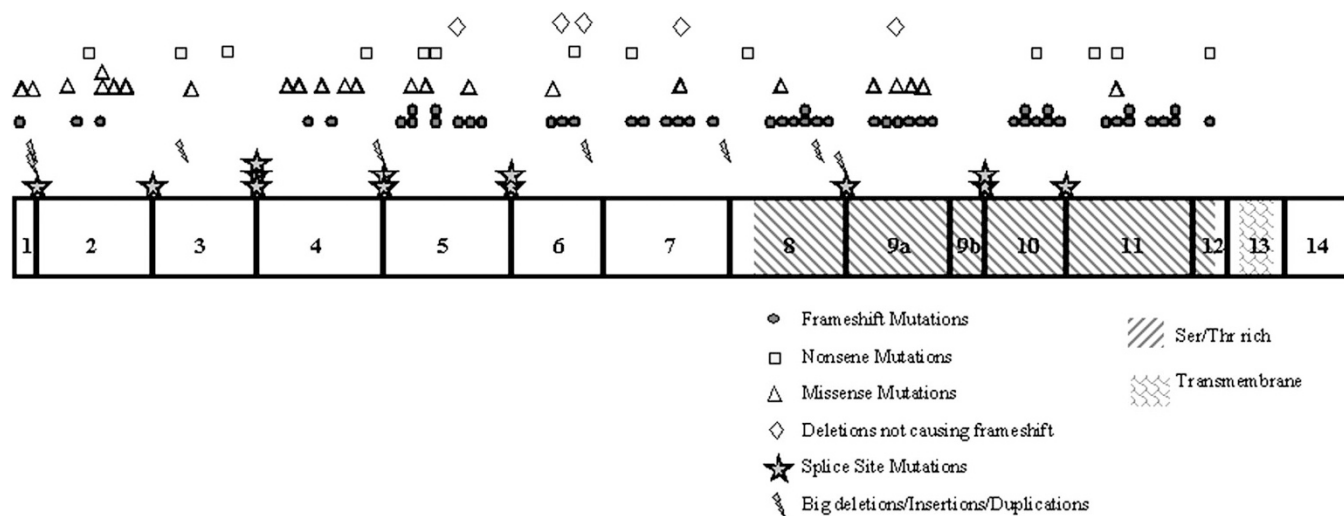 1 2 3 4 5 6 7 8 9a 9b 10 11 12 13 14
Frameshift Mutations
Nonsene Mutations
Missense Mutations
Deletions not causing frameshift
Splice Site Mutations
Big deletions/Insertions/Duplications
Ser/Thr rich
Transmembrane